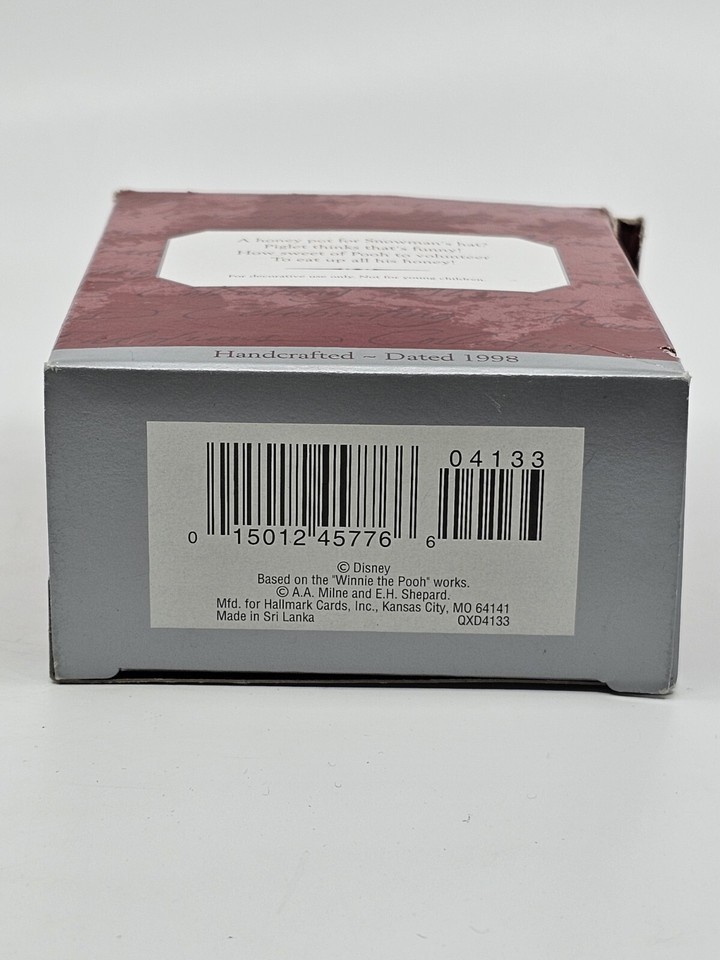 A honey pot for Snowman's hat?
Piglet thinks that's funny!
How sweet of Pooh to volunteer
To eat up all his honey!
For decorative use only. Not for young children.
Handcrafted ~ Dated 1998
04133
0 15012 45776 6
© Disney
Based on the "Winnie the Pooh" works.
© A.A. Milne and E.H. Shepard.
Mfd. for Hallmark Cards, Inc., Kansas City, MO 64141
Made in Sri Lanka QXD4133